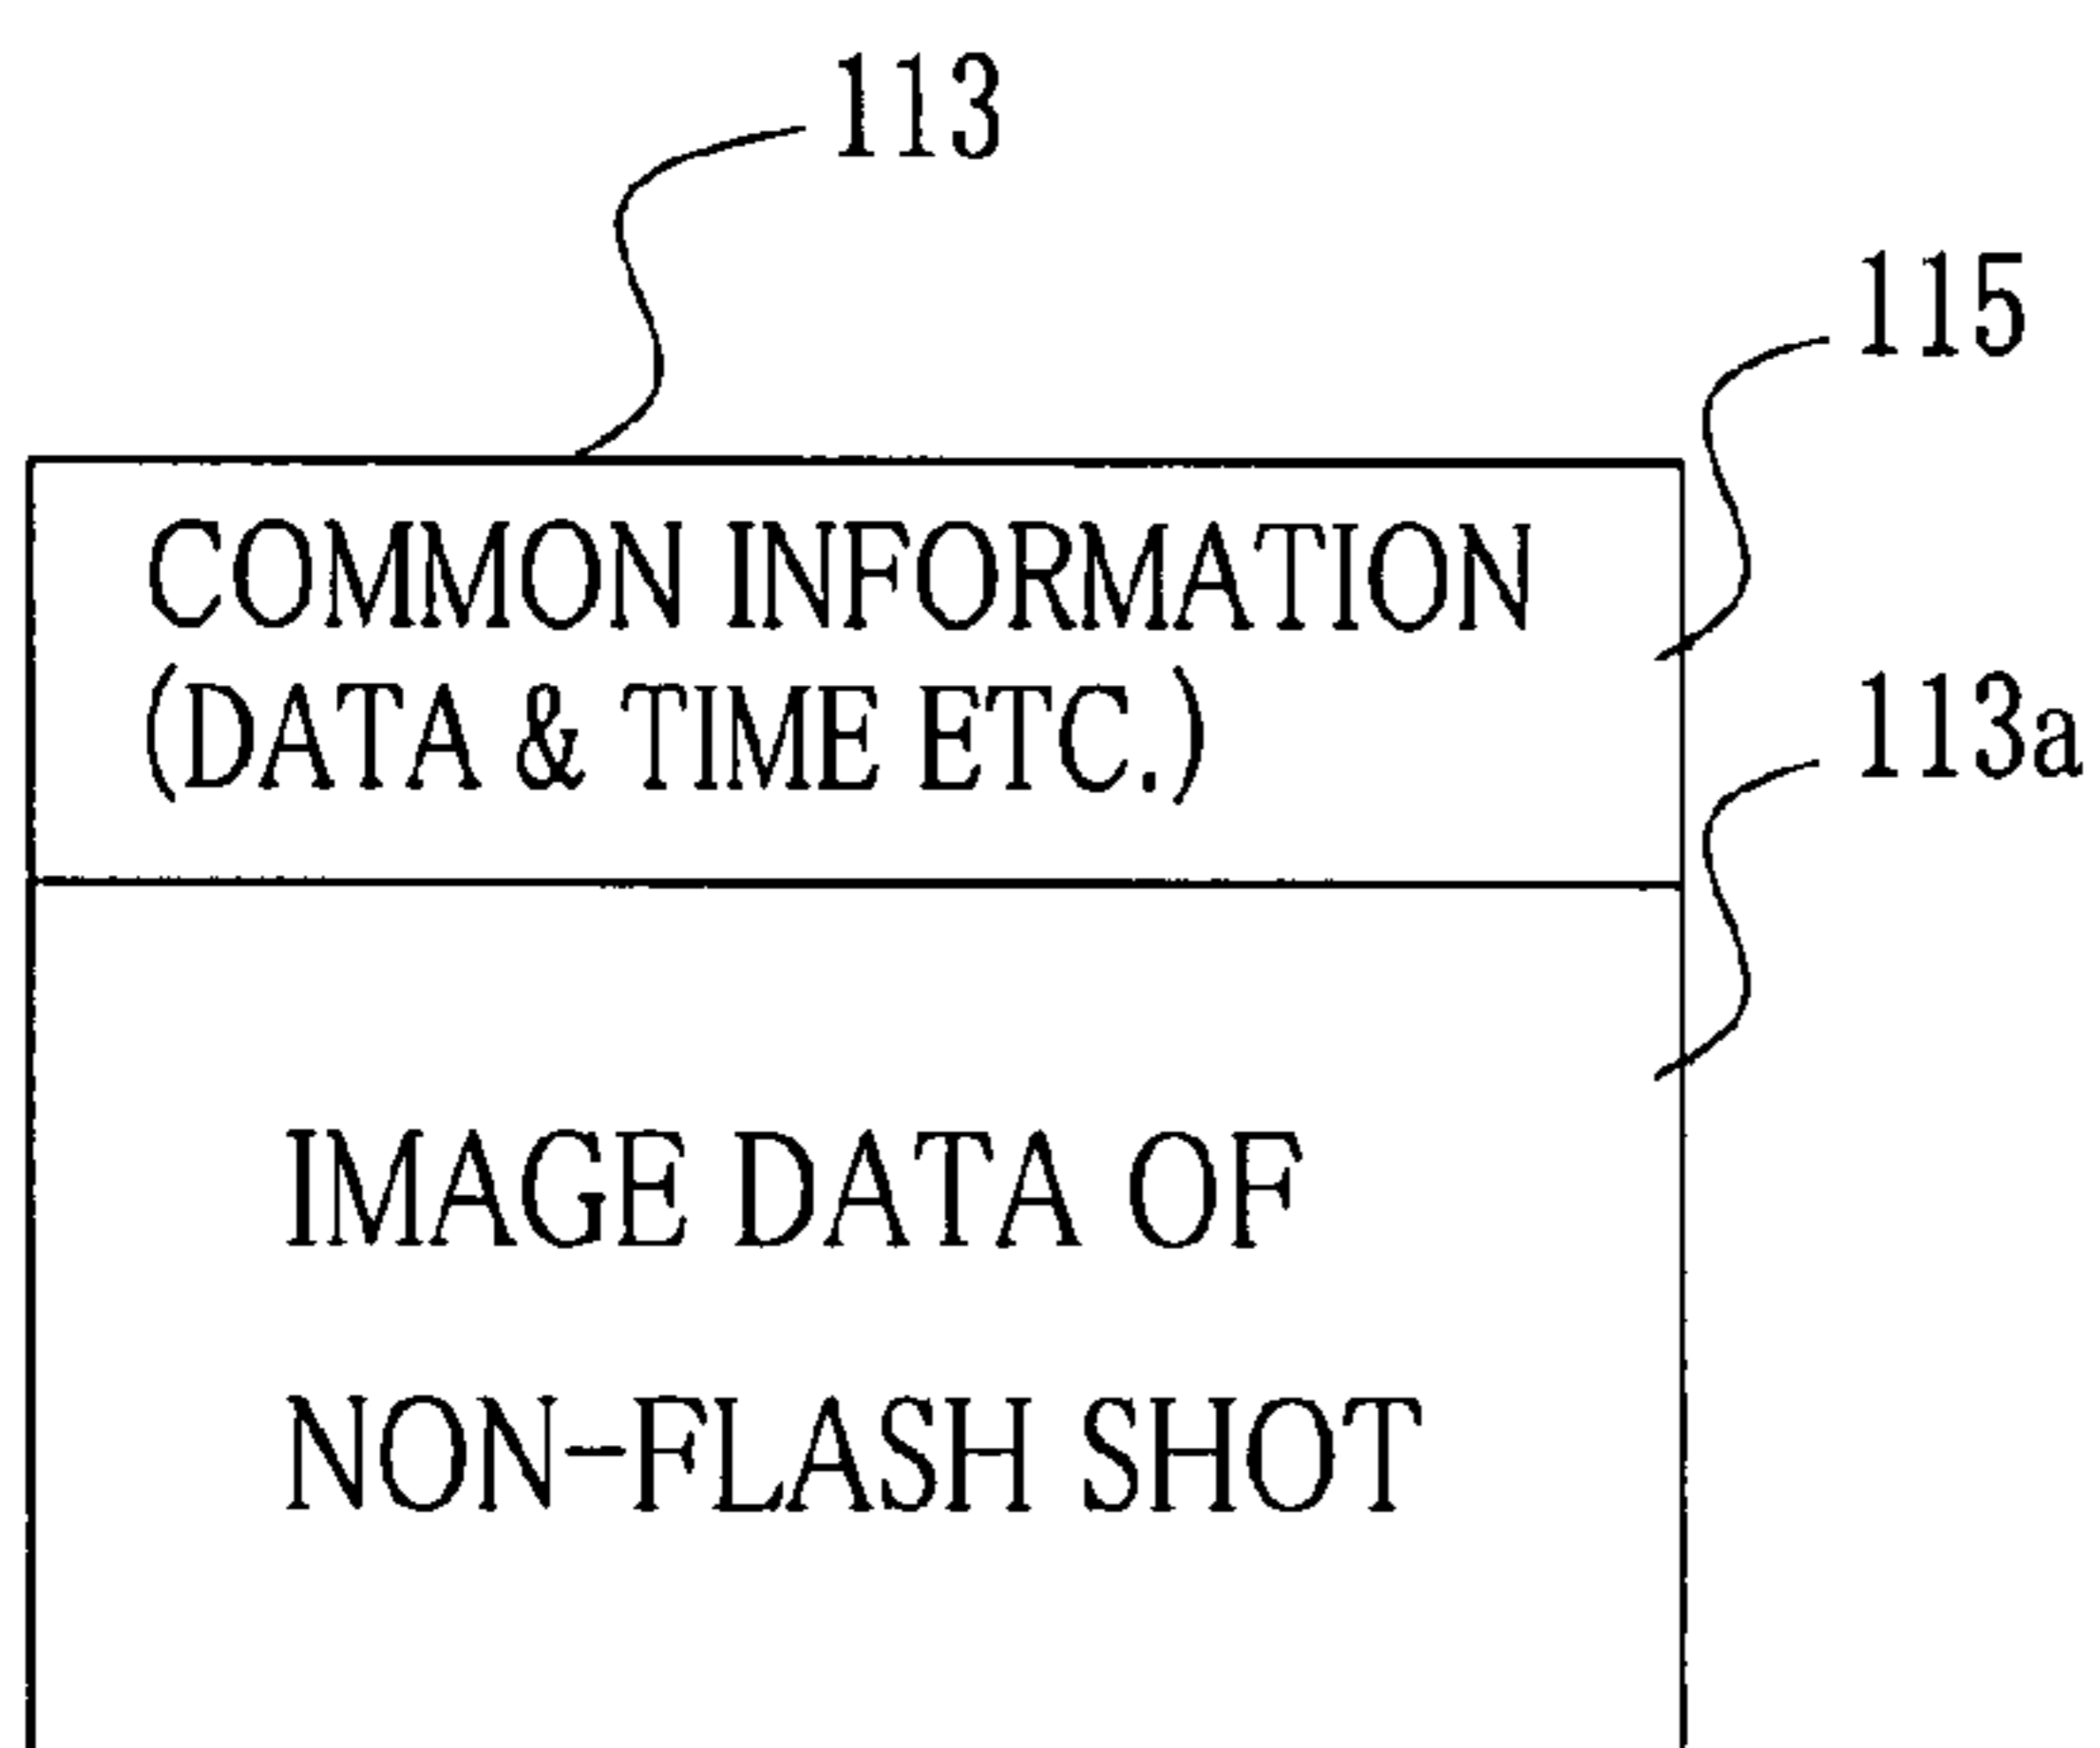 113
115
COMMON INFORMATION
(DATA & TIME ETC.)
113a
IMAGE DATA OF
NON-FLASH SHOT